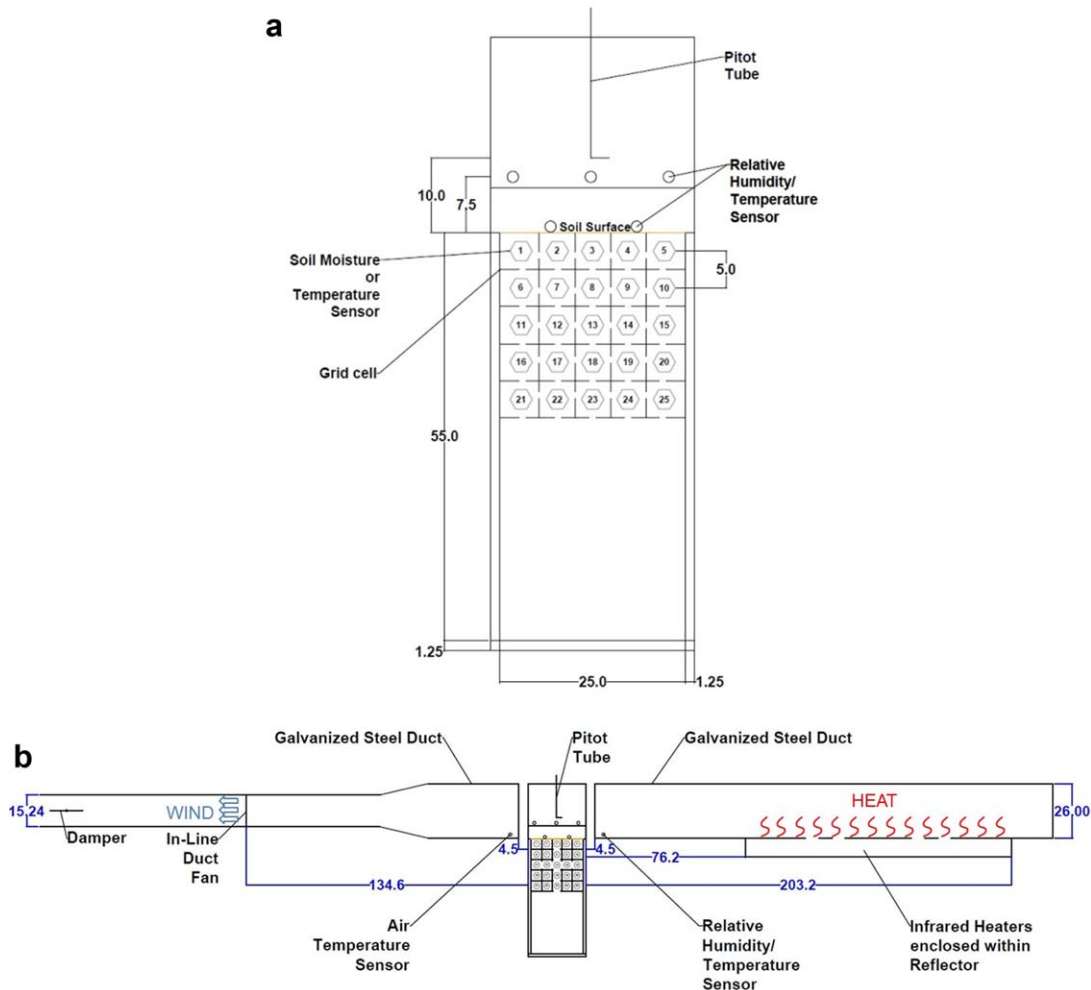 a
Pitot
Tube
Relative
Humidity/
Temperature
Sensor
10.0
7.5
Soil Surface
Soil Moisture
or
Temperature
Sensor
1 2 3 4 5
5.0
6 7 8 9 10
11 12 13 14 15
Grid cell
16 17 18 19 20
21 22 23 24 25
55.0
1.25
25.0
1.25
b
Galvanized Steel Duct
Pitot
Tube
Galvanized Steel Duct
15.24
WIND
HEAT
26.00
Damper
In-Line
Duct
Fan
4.5
4.5
76.2
134.6
203.2
Air
Temperature
Sensor
Relative
Humidity/
Temperature
Sensor
Infrared Heaters
enclosed within
Reflector